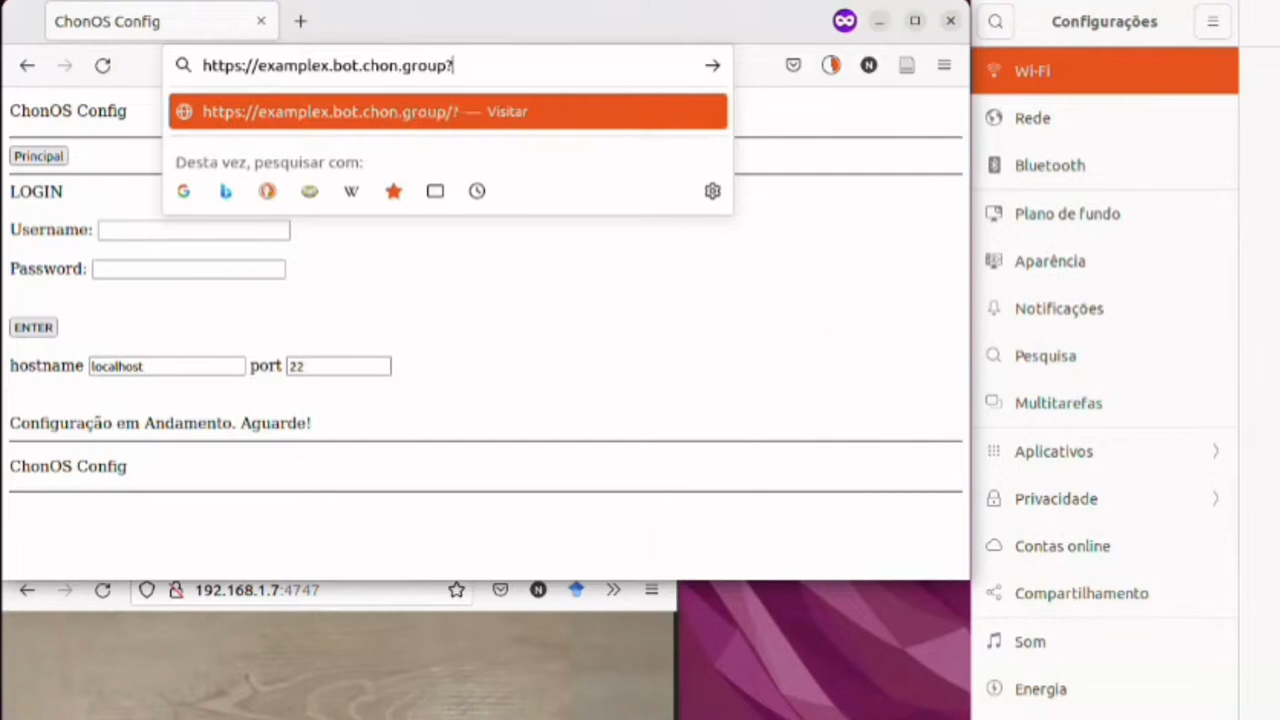 ChonOS Config
https://examplex.bot.chon.group?
https://examplex.bot.chon.group/? — Visitar
Desta vez, pesquisar com:
ChonOS Config
Principal
LOGIN
Username:
Password:
ENTER
hostname localhost port 22
Configuração em Andamento. Aguarde!
ChonOS Config
192.168.1.7:4747
Configurações
Wi-Fi
Rede
Bluetooth
Plano de fundo
Aparência
Notificações
Pesquisa
Multitarefas
Aplicativos
Privacidade
Contas online
Compartilhamento
Som
Energia